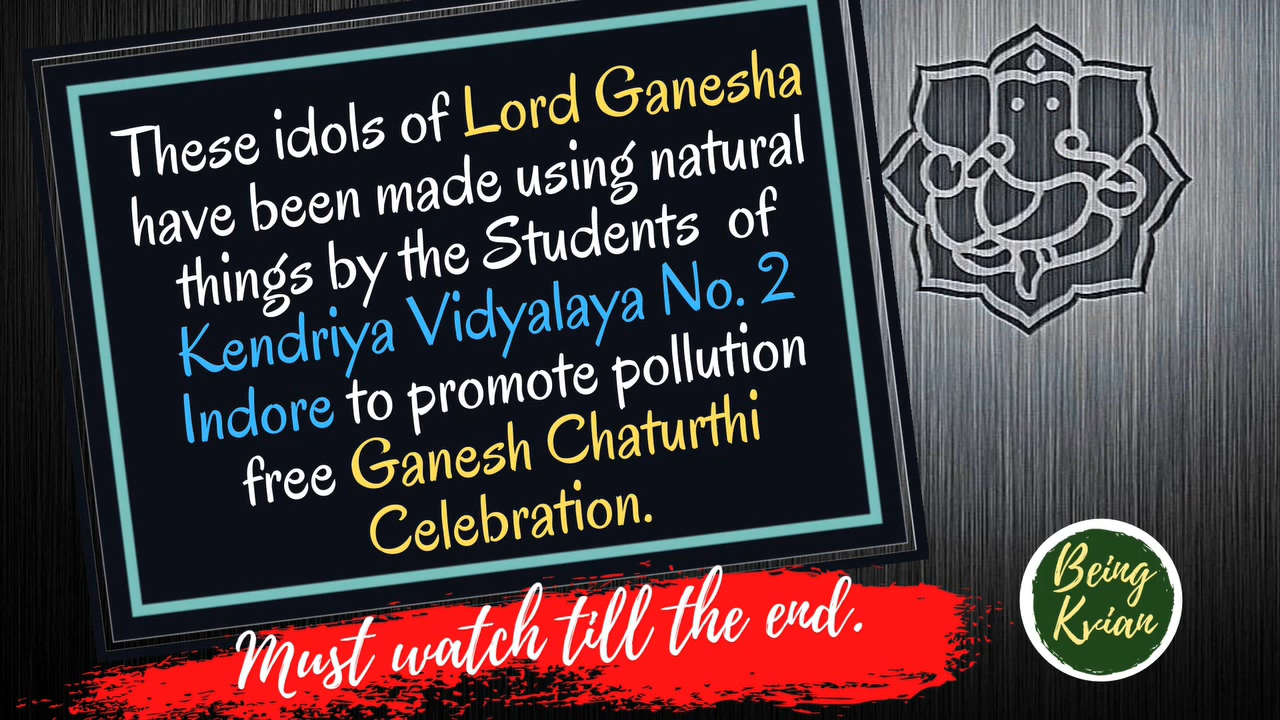 These idols of Lord Ganesha
have been made using natural
things by the Students of
Kendriya Vidyalaya No. 2
Indore to promote pollution
free Ganesh Chaturthi
Celebration.
Must watch till the end.
Being
Kvian